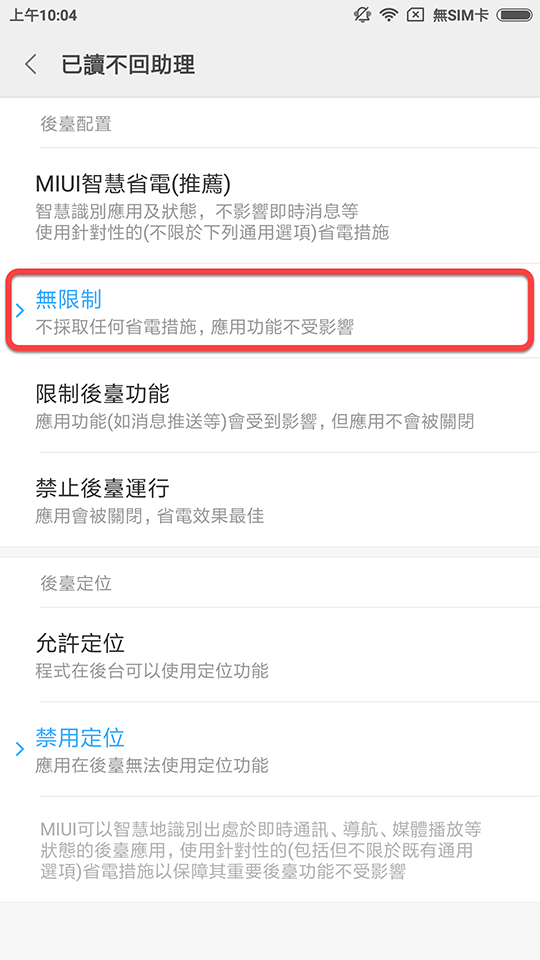 上午10:04 無SIM卡
已讀不回助理
後臺配置
MIUI智慧省電(推薦)
智慧識別應用及狀態，不影響即時消息等
使用針對性的(不限於下列通用選項)省電措施
無限制
不採取任何省電措施，應用功能不受影響
限制後臺功能
應用功能(如消息推送等)會受到影響，但應用不會被關閉
禁止後臺運行
應用會被關閉，省電效果最佳
後臺定位
允許定位
程式在後台可以使用定位功能
禁用定位
應用在後臺無法使用定位功能
MIUI可以智慧地識別出處於即時通訊、導航、媒體播放等
狀態的後臺應用，使用針對性的(包括但不限於既有通用
選項)省電措施以保障其重要後臺功能不受影響